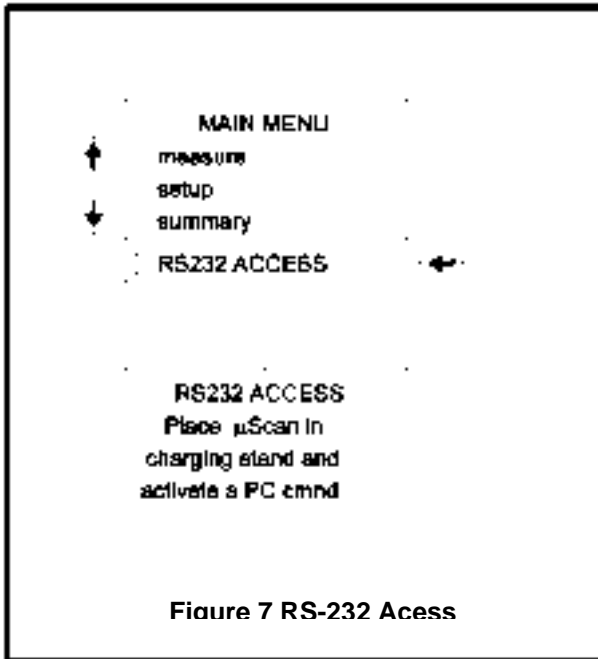 MAIN MENU
measure
setup
summary
RS232 ACCESS
RS232 ACCESS
Place µScan in
charging stand and
activate a PC cmnd
Figure 7 RS-232 Acess